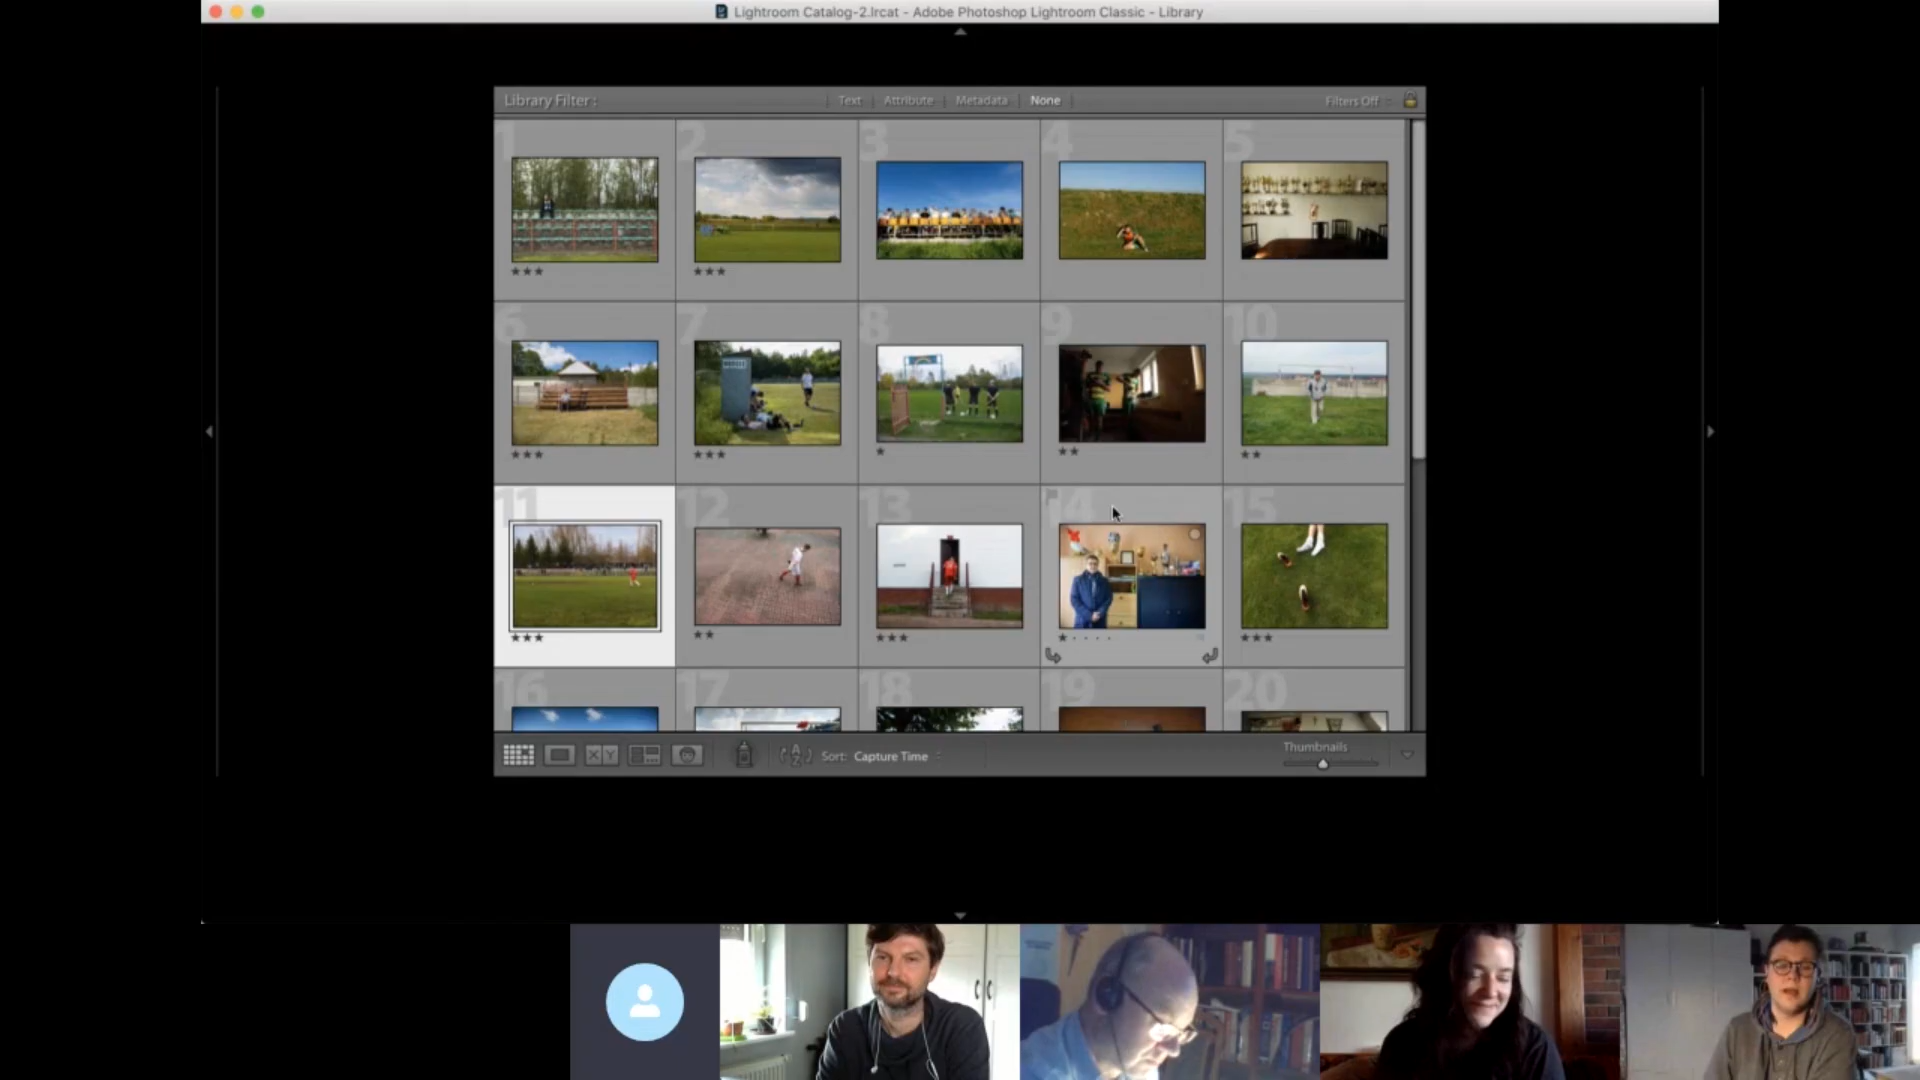 Lightroom Catalog-2.lrcat - Adobe Photoshop Lightroom Classic - Library
Library Filter :
Text
Attribute
Metadata
None
Filters Off
1
2
3
4
5
6
7
8
9
10
11
12
13
14
15
16
17
18
19
20
X Y
Sort: Capture Time
Thumbnails